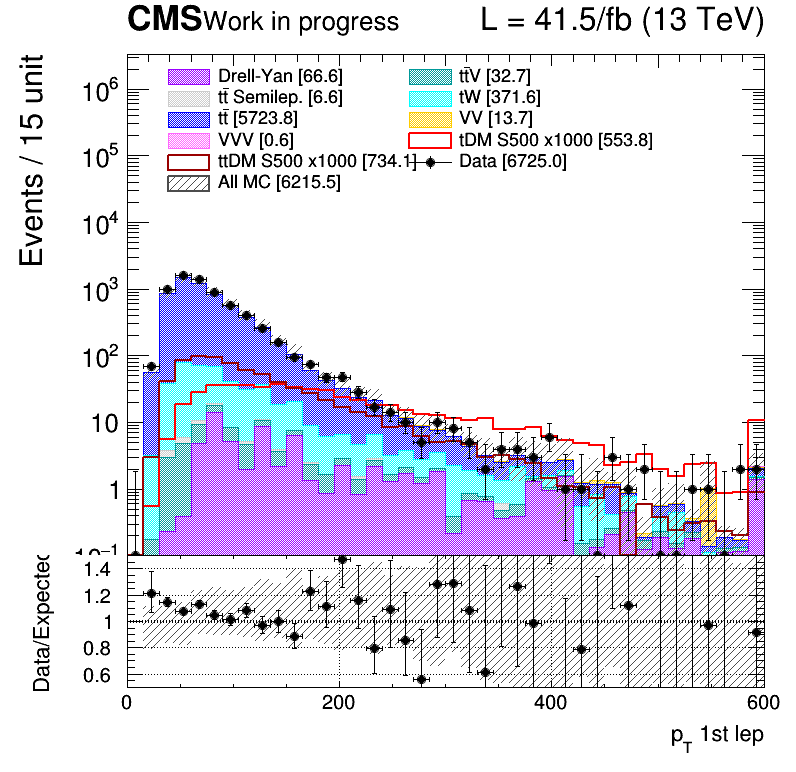 CMS Work in progress L = 41.5/fb (13 TeV)
Drell-Yan [66.6] tt̄V [32.7]
tt̄ Semilep. [6.6] tW [371.6]
tt̄ [5723.8] VV [13.7]
VVV [0.6] tDM S500 x1000 [553.8]
ttDM S500 x1000 [734.1] Data [6725.0]
All MC [6215.5]
Events / 15 unit
10⁶
10⁵
10⁴
10³
10²
10
1
10⁻¹
Data/Expected
1.4
1.2
1
0.8
0.6
0 200 400 600
p_T 1st lep